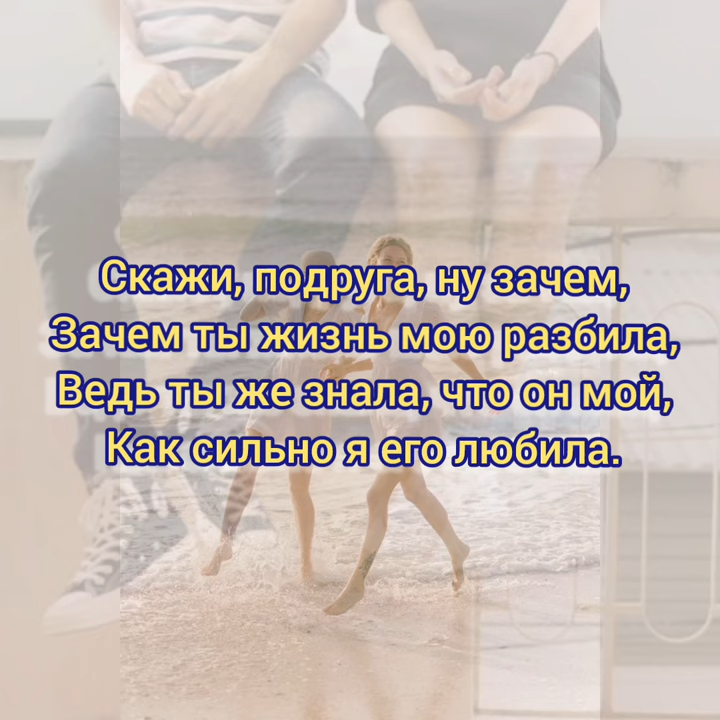 Скажи, подруга, ну зачем,
Зачем ты жизнь мою разбила,
Ведь ты же знала, что он мой,
Как сильно я его любила.